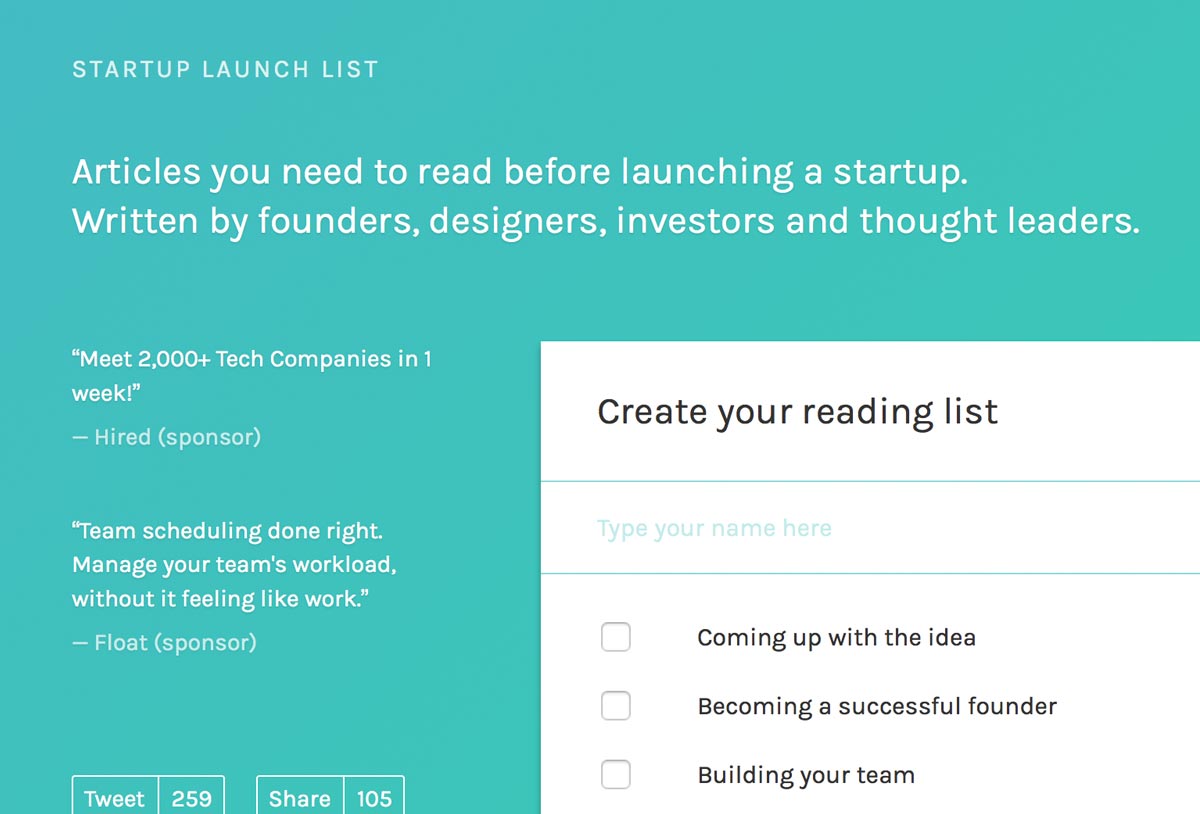 STARTUP LAUNCH LIST
Articles you need to read before launching a startup.
Written by founders, designers, investors and thought leaders.
“Meet 2,000+ Tech Companies in 1
week!”
— Hired (sponsor)
“Team scheduling done right.
Manage your team's workload,
without it feeling like work.”
— Float (sponsor)
Tweet 259
Share 105
Create your reading list
Type your name here
Coming up with the idea
Becoming a successful founder
Building your team